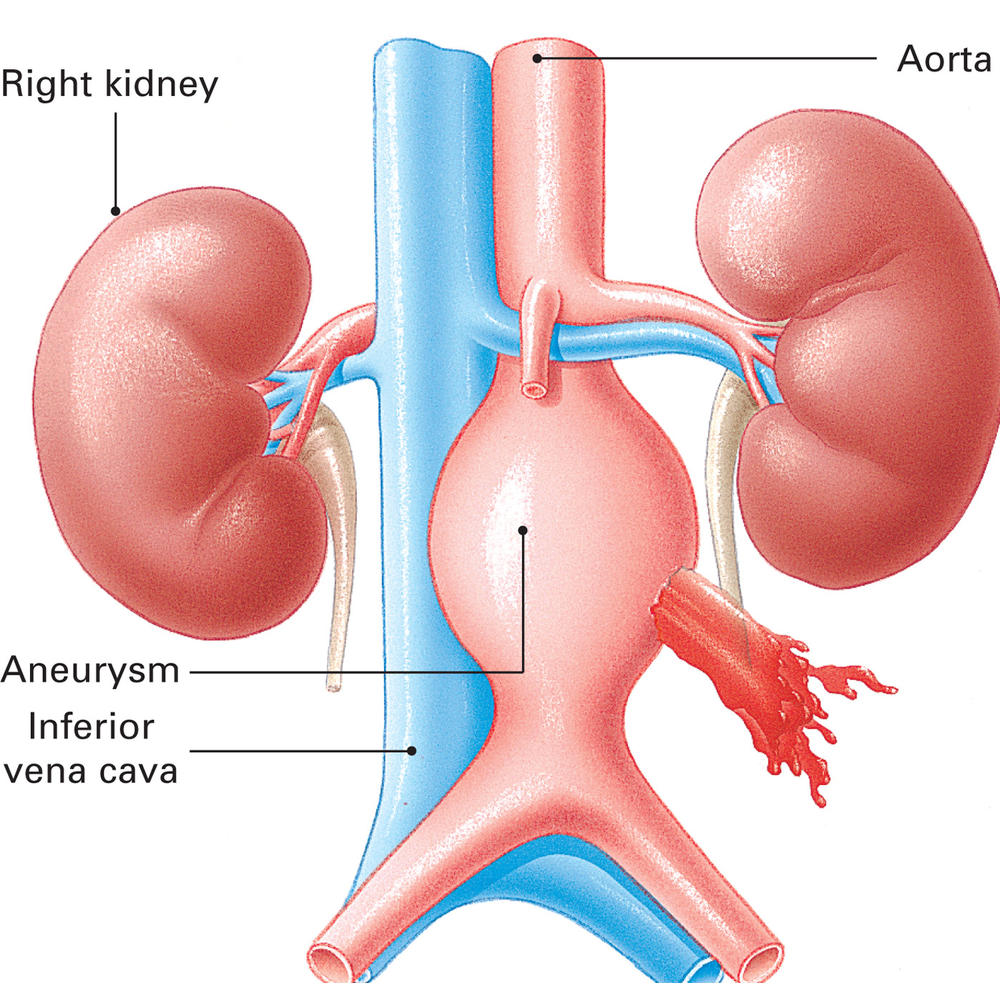 Aorta
Right kidney
Aneurysm
Inferior
vena cava